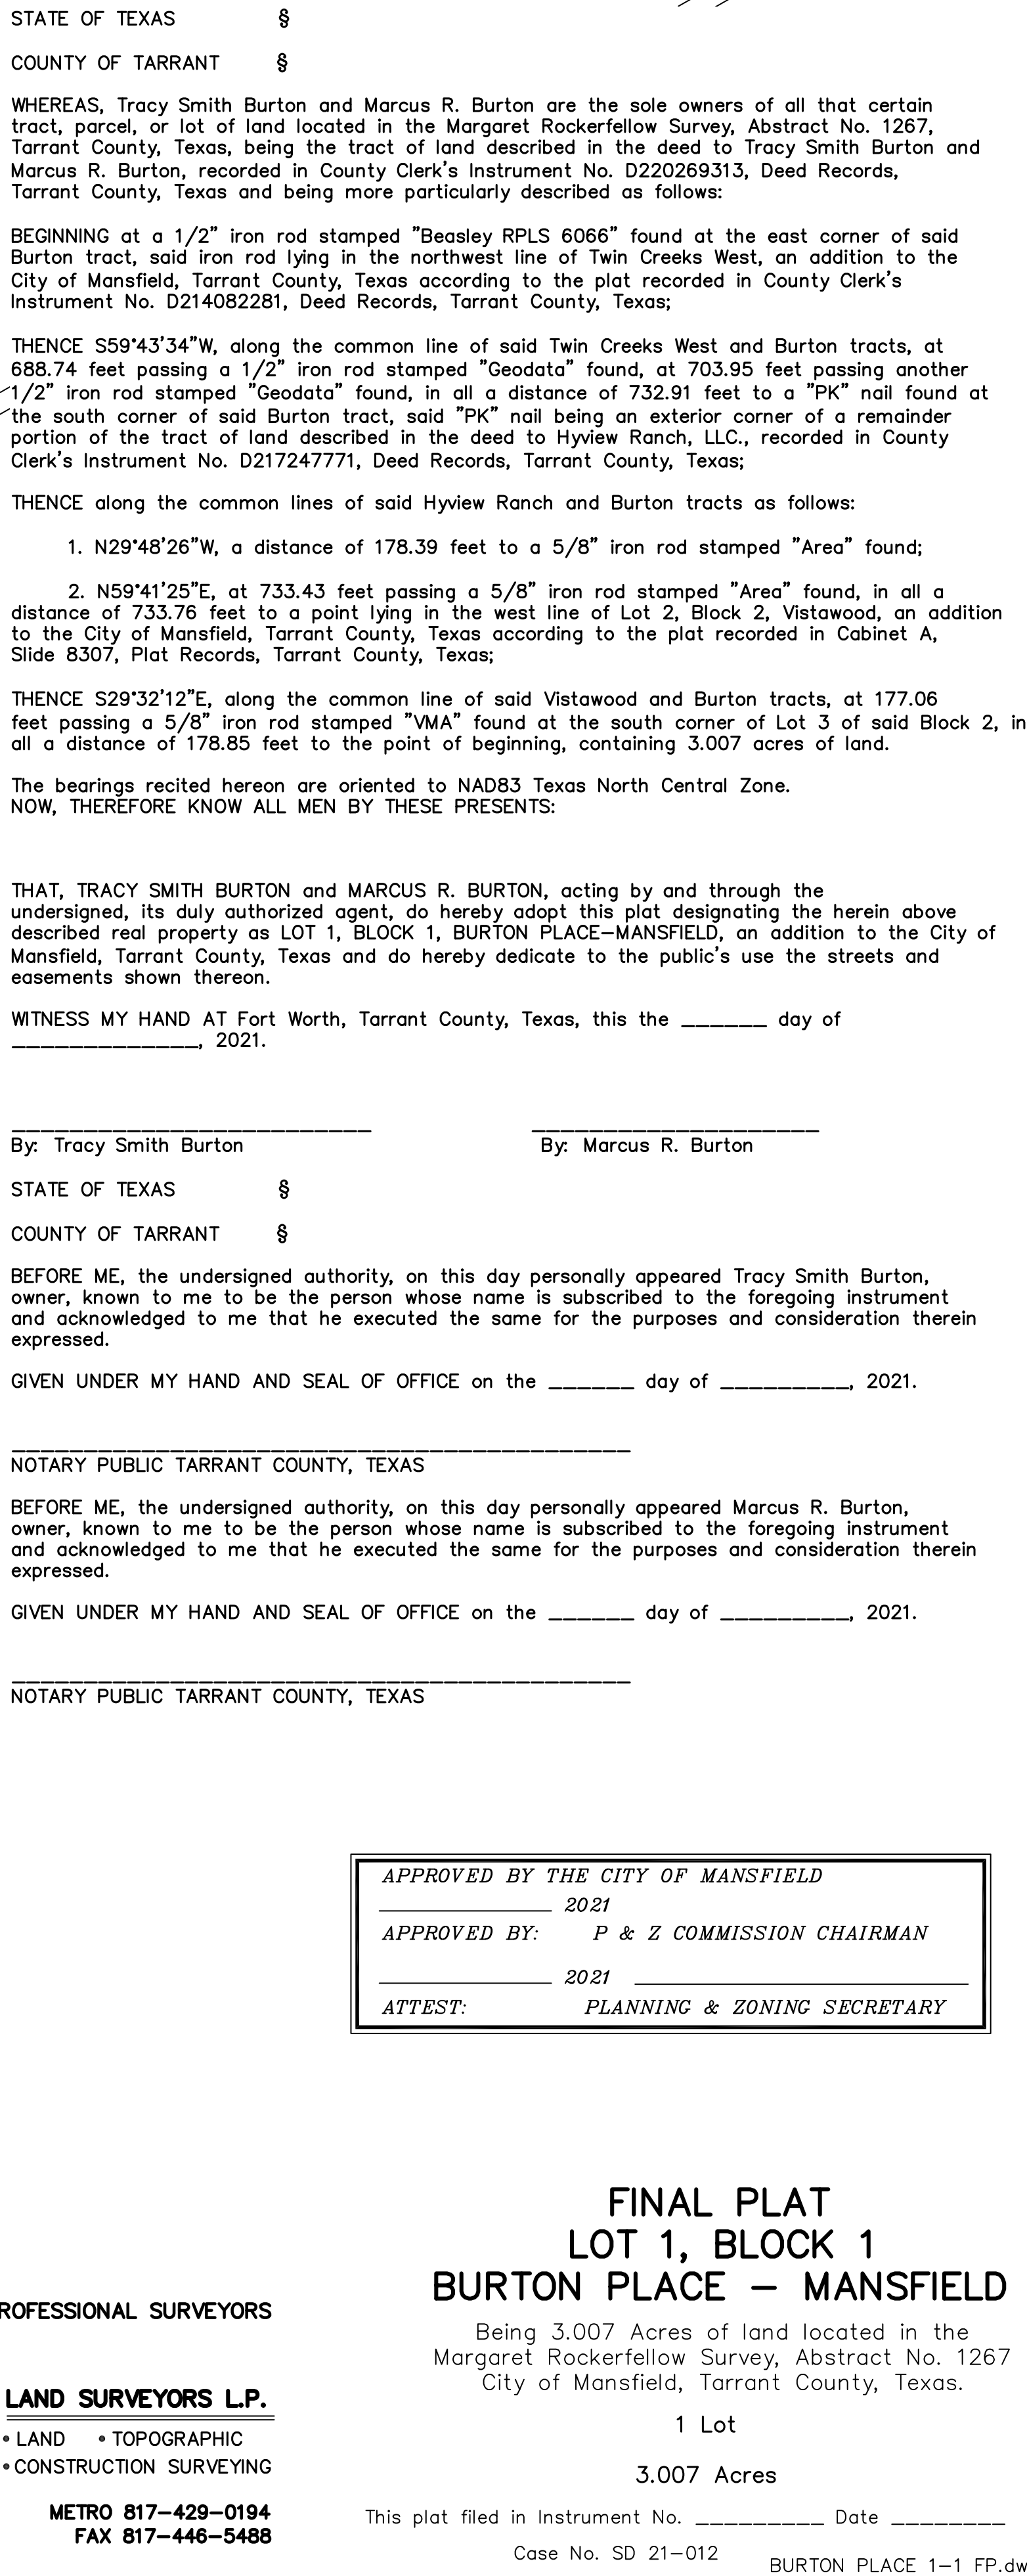 STATE OF TEXAS §
COUNTY OF TARRANT §
WHEREAS, Tracy Smith Burton and Marcus R. Burton are the sole owners of all that certain
tract, parcel, or lot of land located in the Margaret Rockerfellow Survey, Abstract No. 1267,
Tarrant County, Texas, being the tract of land described in the deed to Tracy Smith Burton and
Marcus R. Burton, recorded in County Clerk's Instrument No. D220269313, Deed Records,
Tarrant County, Texas and being more particularly described as follows:
BEGINNING at a 1/2" iron rod stamped "Beasley RPLS 6066" found at the east corner of said
Burton tract, said iron rod lying in the northwest line of Twin Creeks West, an addition to the
City of Mansfield, Tarrant County, Texas according to the plat recorded in County Clerk's
Instrument No. D214082281, Deed Records, Tarrant County, Texas;
THENCE S59°43'34"W, along the common line of said Twin Creeks West and Burton tracts, at
688.74 feet passing a 1/2" iron rod stamped "Geodata" found, at 703.95 feet passing another
1/2" iron rod stamped "Geodata" found, in all a distance of 732.91 feet to a "PK" nail found at
the south corner of said Burton tract, said "PK" nail being an exterior corner of a remainder
portion of the tract of land described in the deed to Hyview Ranch, LLC., recorded in County
Clerk's Instrument No. D217247771, Deed Records, Tarrant County, Texas;
THENCE along the common lines of said Hyview Ranch and Burton tracts as follows:
1. N29°48'26"W, a distance of 178.39 feet to a 5/8" iron rod stamped "Area" found;
2. N59°41'25"E, at 733.43 feet passing a 5/8" iron rod stamped "Area" found, in all a
distance of 733.76 feet to a point lying in the west line of Lot 2, Block 2, Vistawood, an addition
to the City of Mansfield, Tarrant County, Texas according to the plat recorded in Cabinet A,
Slide 8307, Plat Records, Tarrant County, Texas;
THENCE S29°32'12"E, along the common line of said Vistawood and Burton tracts, at 177.06
feet passing a 5/8" iron rod stamped "VMA" found at the south corner of Lot 3 of said Block 2, in
all a distance of 178.85 feet to the point of beginning, containing 3.007 acres of land.
The bearings recited hereon are oriented to NAD83 Texas North Central Zone.
NOW, THEREFORE KNOW ALL MEN BY THESE PRESENTS:
THAT, TRACY SMITH BURTON and MARCUS R. BURTON, acting by and through the
undersigned, its duly authorized agent, do hereby adopt this plat designating the herein above
described real property as LOT 1, BLOCK 1, BURTON PLACE–MANSFIELD, an addition to the City of
Mansfield, Tarrant County, Texas and do hereby dedicate to the public's use the streets and
easements shown thereon.
WITNESS MY HAND AT Fort Worth, Tarrant County, Texas, this the ______ day of
_____________, 2021.
_________________________ ____________________
By: Tracy Smith Burton By: Marcus R. Burton
STATE OF TEXAS §
COUNTY OF TARRANT §
BEFORE ME, the undersigned authority, on this day personally appeared Tracy Smith Burton,
owner, known to me to be the person whose name is subscribed to the foregoing instrument
and acknowledged to me that he executed the same for the purposes and consideration therein
expressed.
GIVEN UNDER MY HAND AND SEAL OF OFFICE on the ______ day of _________, 2021.
___________________________________________
NOTARY PUBLIC TARRANT COUNTY, TEXAS
BEFORE ME, the undersigned authority, on this day personally appeared Marcus R. Burton,
owner, known to me to be the person whose name is subscribed to the foregoing instrument
and acknowledged to me that he executed the same for the purposes and consideration therein
expressed.
GIVEN UNDER MY HAND AND SEAL OF OFFICE on the ______ day of _________, 2021.
___________________________________________
NOTARY PUBLIC TARRANT COUNTY, TEXAS
APPROVED BY THE CITY OF MANSFIELD
____________ 2021
APPROVED BY: P & Z COMMISSION CHAIRMAN
____________ 2021 ________________________
ATTEST: PLANNING & ZONING SECRETARY
FINAL PLAT
LOT 1, BLOCK 1
BURTON PLACE – MANSFIELD
Being 3.007 Acres of land located in the
Margaret Rockerfellow Survey, Abstract No. 1267
City of Mansfield, Tarrant County, Texas.
1 Lot
3.007 Acres
This plat filed in Instrument No. _________ Date ________
Case No. SD 21–012
BURTON PLACE 1–1 FP.dw
ROFESSIONAL SURVEYORS
LAND SURVEYORS L.P.
• LAND • TOPOGRAPHIC
• CONSTRUCTION SURVEYING
METRO 817–429–0194
FAX 817–446–5488